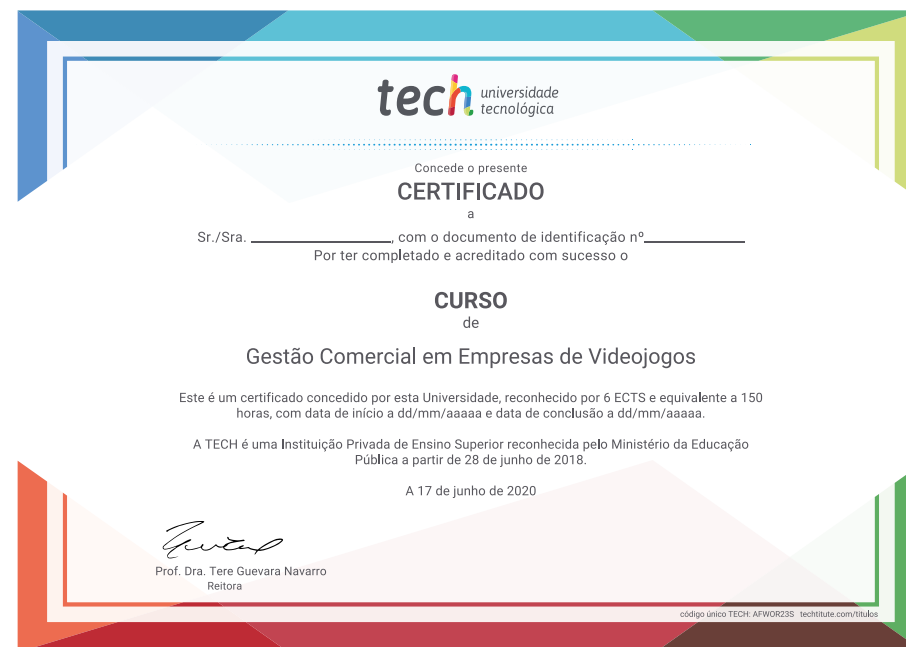 tech universidade
tecnológica
Concede o presente
CERTIFICADO
a
Sr./Sra. ____________________, com o documento de identificação nº______________
Por ter completado e acreditado com sucesso o
CURSO
de
Gestão Comercial em Empresas de Videojogos
Este é um certificado concedido por esta Universidade, reconhecido por 6 ECTS e equivalente a 150
horas, com data de início a dd/mm/aaaaa e data de conclusão a dd/mm/aaaaa.
A TECH é uma Instituição Privada de Ensino Superior reconhecida pelo Ministério da Educação
Pública a partir de 28 de junho de 2018.
A 17 de junho de 2020
Prof. Dra. Tere Guevara Navarro
Reitora
código único TECH: AFWOR23S techtitute.com/titulos